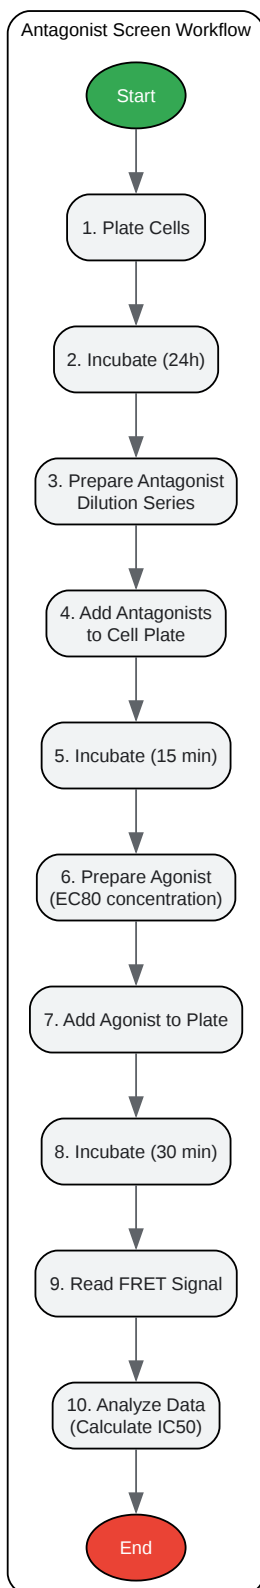 Antagonist Screen Workflow
Start
1. Plate Cells
2. Incubate (24h)
3. Prepare Antagonist
Dilution Series
4. Add Antagonists
to Cell Plate
5. Incubate (15 min)
6. Prepare Agonist
(EC80 concentration)
7. Add Agonist to Plate
8. Incubate (30 min)
9. Read FRET Signal
10. Analyze Data
(Calculate IC50)
End